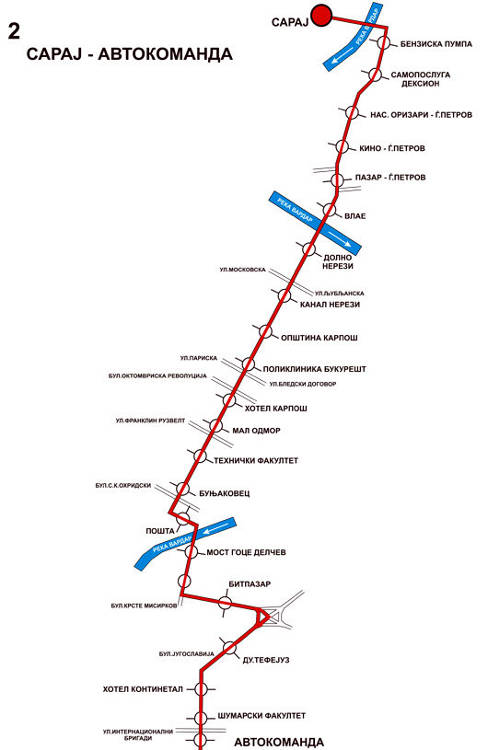 2
САРАЈ - АВТОКОМАНДА
САРАЈ
РЕКА ВАРДАР
БЕНЗИСКА ПУМПА
САМОПОСЛУГА
ДЕКСИОН
НАС. ОРИЗАРИ - Ѓ.ПЕТРОВ
КИНО - Ѓ.ПЕТРОВ
ПАЗАР - Ѓ.ПЕТРОВ
РЕКА ВАРДАР
ВЛАЕ
ДОЛНО
НЕРЕЗИ
УЛ.МОСКОВСКА
УЛ.ЉУБЉАНСКА
КАНАЛ НЕРЕЗИ
ОПШТИНА КАРПОШ
УЛ.ПАРИСКА
ПОЛИКЛИНИКА БУКУРЕШТ
БУЛ.ОКТОМВРИСКА РЕВОЛУЦИЈА
УЛ.БЛЕДСКИ ДОГОВОР
ХОТЕЛ КАРПОШ
УЛ.ФРАНКЛИН РУЗВЕЛТ
МАЛ ОДМОР
ТЕХНИЧКИ ФАКУЛТЕТ
БУЛ.С.К.ОХРИДСКИ
БУЊАКОВЕЦ
ПОШТА
РЕКА ВАРДАР
МОСТ ГОЦЕ ДЕЛЧЕВ
БИТПАЗАР
БУЛ.КРСТЕ МИСИРКОВ
БУЛ.ЈУГОСЛАВИЈА
ДУ.ТЕФЕЈУЗ
ХОТЕЛ КОНТИНЕТАЛ
ШУМАРСКИ ФАКУЛТЕТ
УЛ.ИНТЕРНАЦИОНАЛНИ
БРИГАДИ
АВТОКОМАНДА